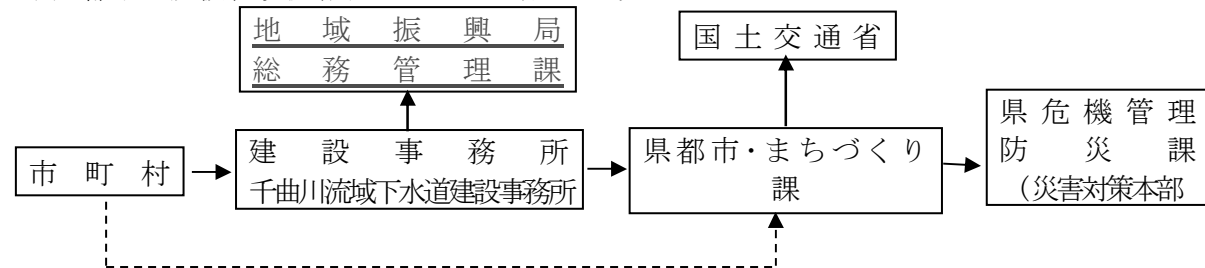 地域振興局
総務管理課
国土交通省
県危機管理
防災課
（災害対策本部
市町村
建設事務所
千曲川流域下水道建設事務所
県都市・まちづくり
課